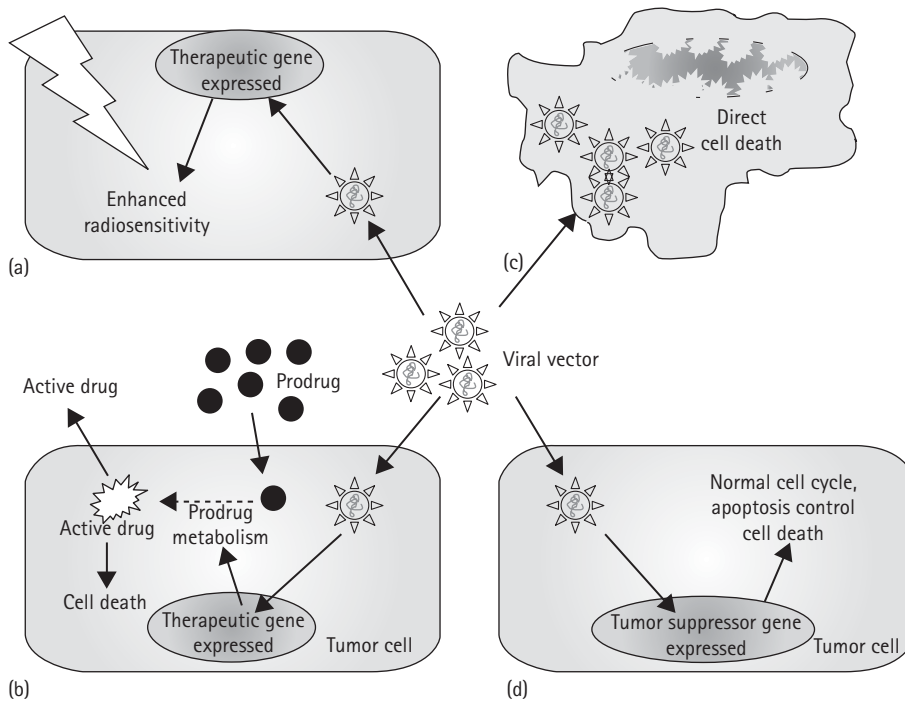 Therapeutic gene
expressed
Enhanced
radiosensitivity
(a)
Direct
cell death
(c)
Viral vector
Prodrug
Active drug
Active drug
Prodrug
metabolism
Cell death
Therapeutic gene
expressed
Tumor cell
(b)
Normal cell cycle,
apoptosis control
cell death
Tumor suppressor gene
expressed
Tumor cell
(d)